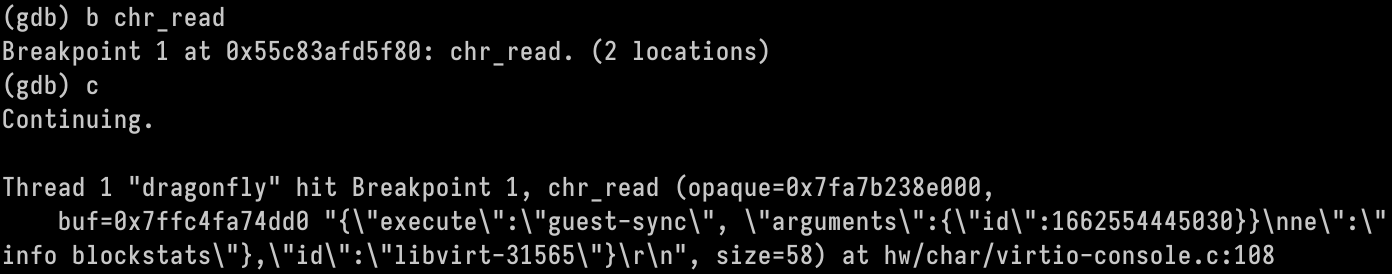 (gdb) b chr_read
Breakpoint 1 at 0x55c83afd5f80: chr_read. (2 locations)
(gdb) c
Continuing.

Thread 1 "dragonfly" hit Breakpoint 1, chr_read (opaque=0x7fa7b238e000,
    buf=0x7ffc4fa74dd0 "{\"execute\":\"guest-sync\", \"arguments\":{\"id\":1662554445030}}\nne\":\"
info blockstats\"},\"id\":\"libvirt-31565\"}\r\n", size=58) at hw/char/virtio-console.c:108